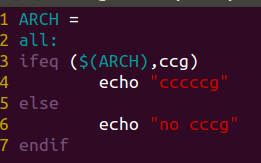 1 ARCH =
2 all:
3 ifeq ($(ARCH),ccg)
4         echo "cccccg"
5 else
6         echo "no cccg"
7 endif